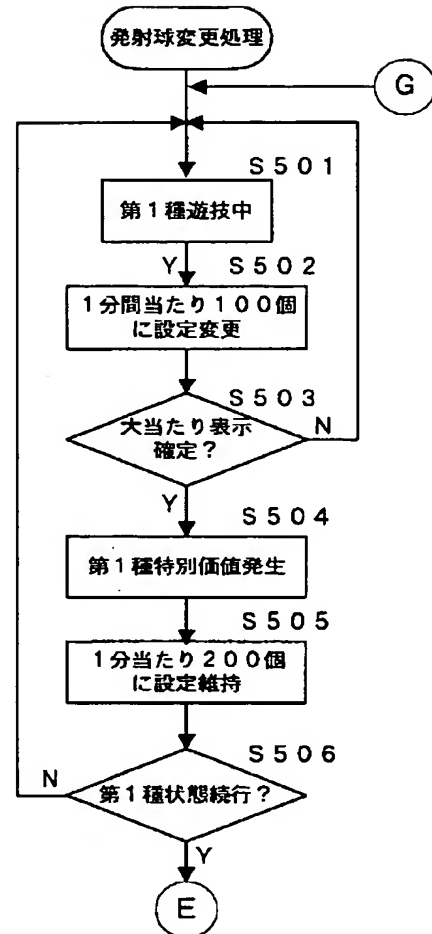 発射球変更処理
G
S501
第1種遊技中
Y
S502
1分間当たり100個
に設定変更
S503
大当たり表示
確定?
N
Y
S504
第1種特別価値発生
S505
1分当たり200個
に設定維持
S506
第1種状態続行?
N
Y
E